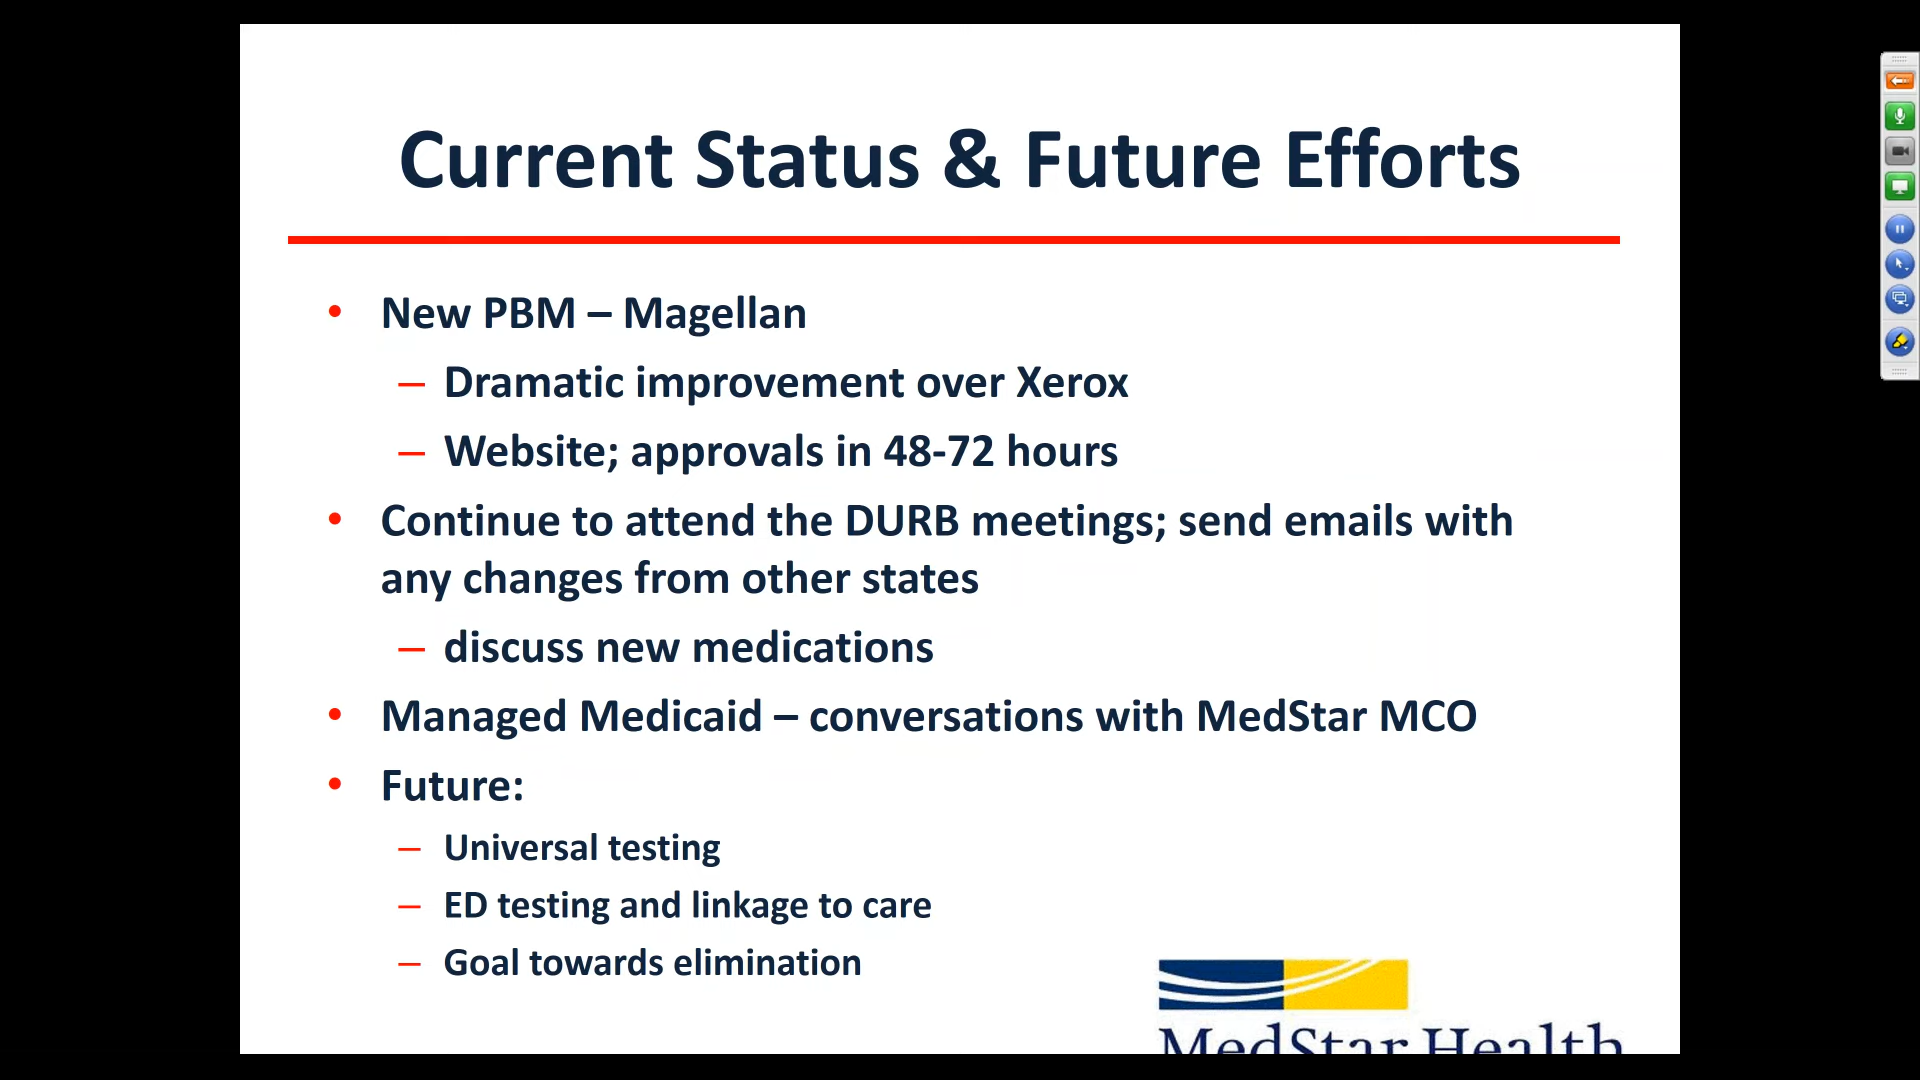 Current Status & Future Efforts
• New PBM – Magellan
– Dramatic improvement over Xerox
– Website; approvals in 48-72 hours
• Continue to attend the DURB meetings; send emails with
any changes from other states
– discuss new medications
• Managed Medicaid – conversations with MedStar MCO
• Future:
– Universal testing
– ED testing and linkage to care
– Goal towards elimination
MedStar Health